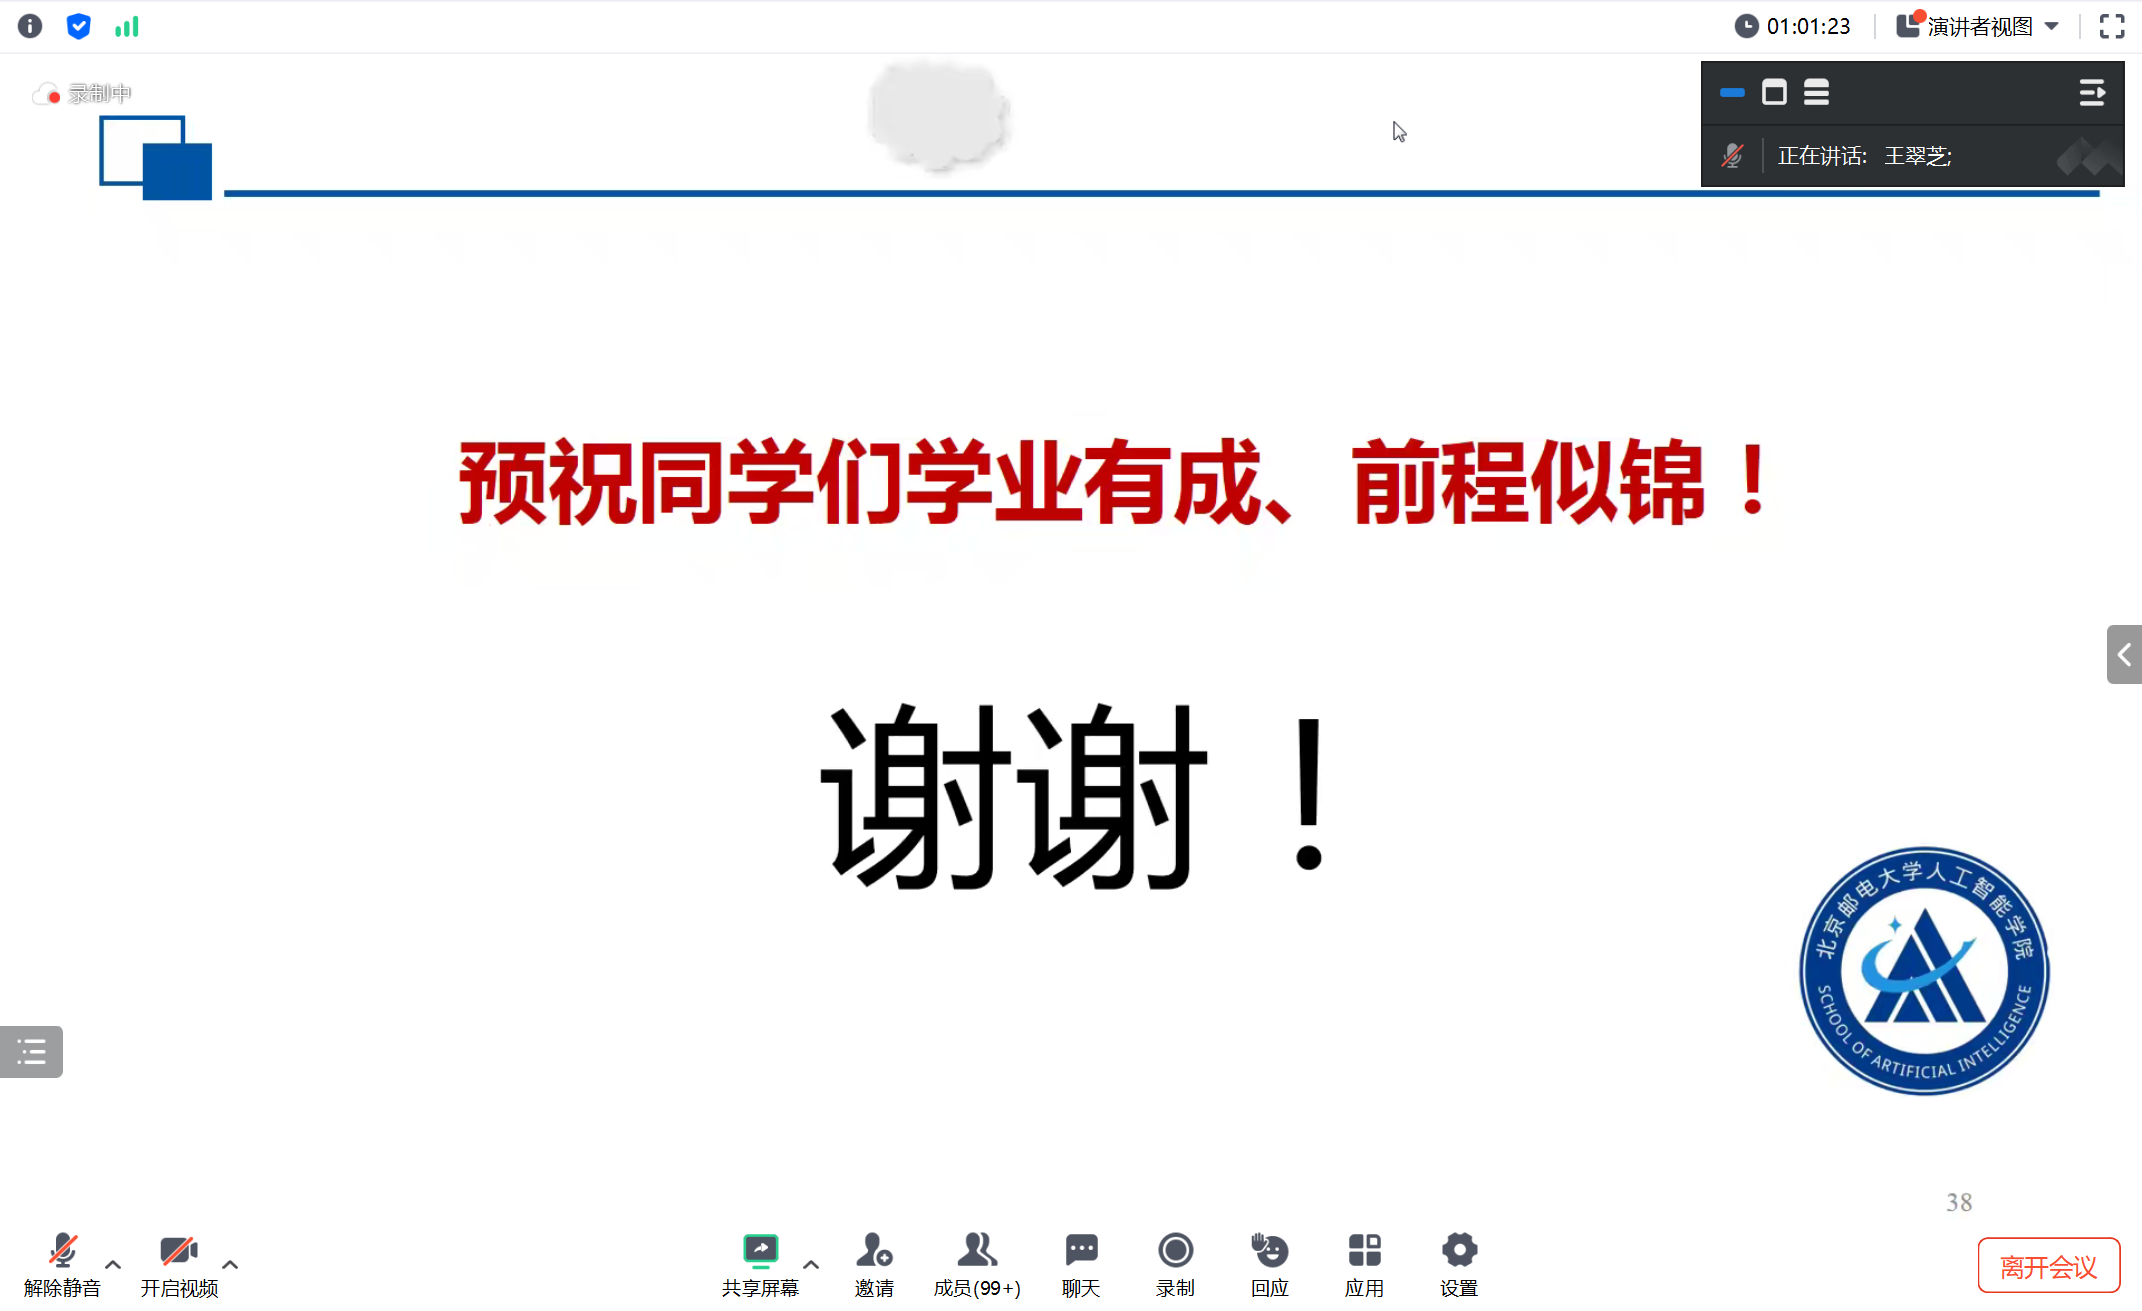 01:01:23
演讲者视图
录制中
正在讲话: 王翠芝;
预祝同学们学业有成、前程似锦！
谢谢！
北京邮电大学人工智能学院
SCHOOL OF ARTIFICIAL INTELLIGENCE
38
解除静音
开启视频
共享屏幕
邀请
成员(99+)
聊天
录制
回应
应用
设置
离开会议